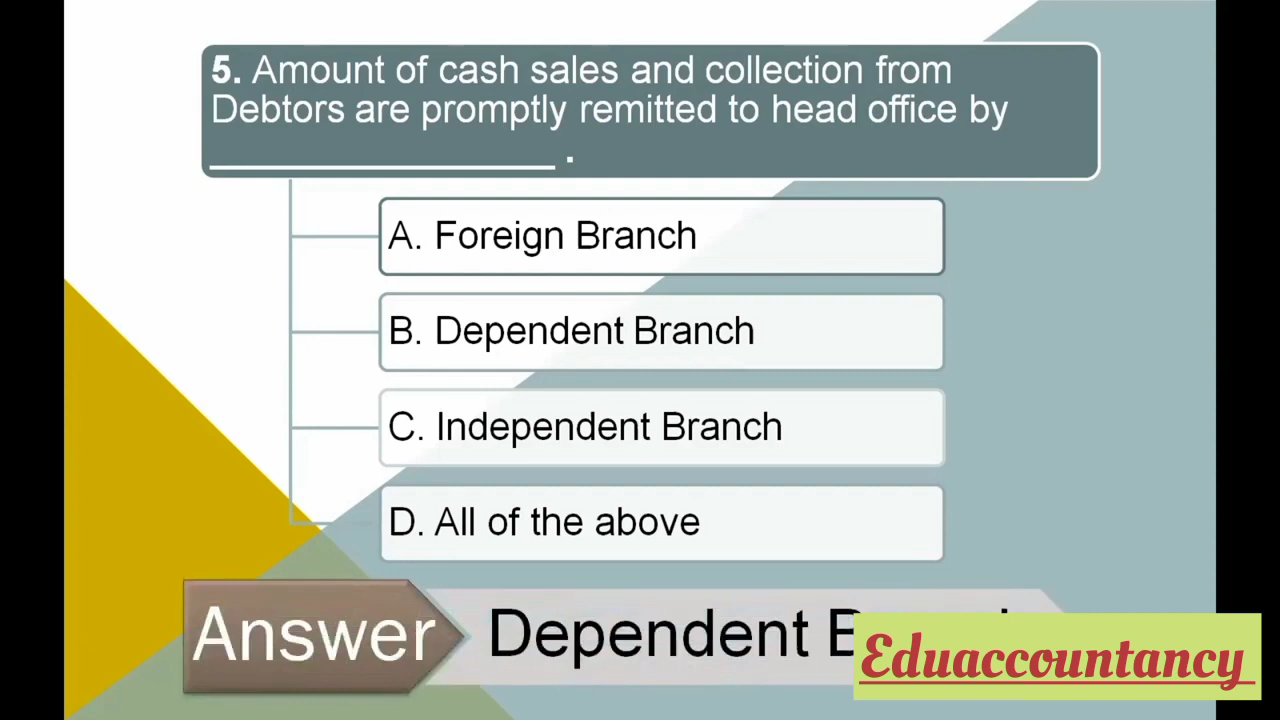 5. Amount of cash sales and collection from
Debtors are promptly remitted to head office by
__________________ .
A. Foreign Branch
B. Dependent Branch
C. Independent Branch
D. All of the above
Answer
Dependent
Eduaccountancy